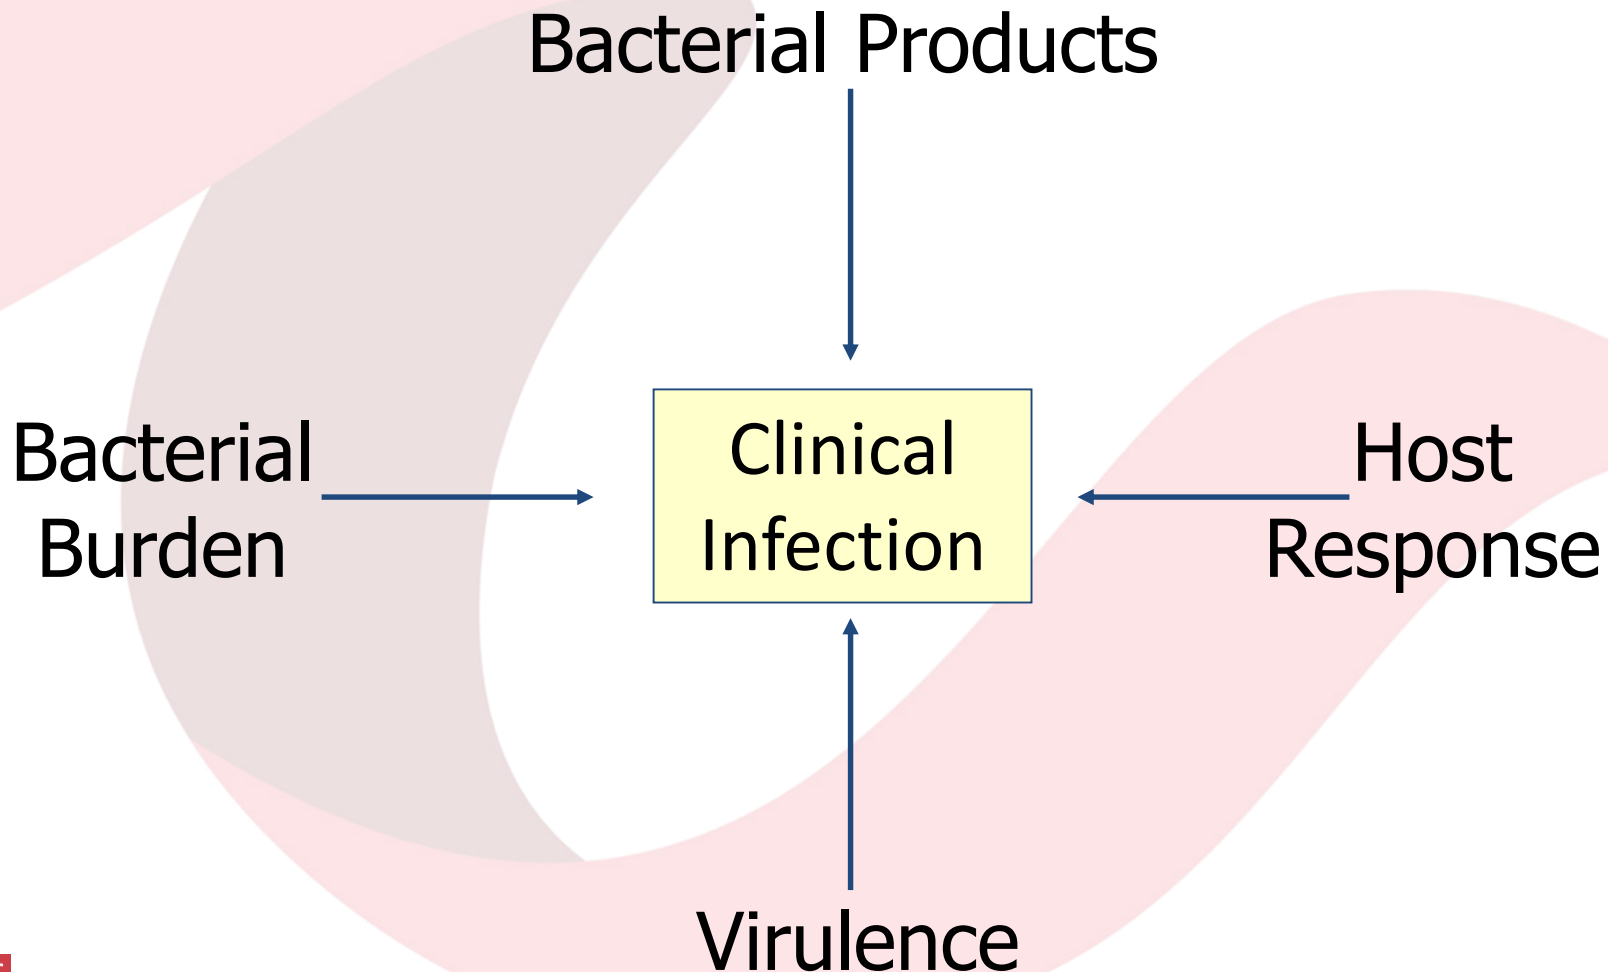 Bacterial Products
Bacterial
Burden
Clinical
Infection
Host
Response
Virulence